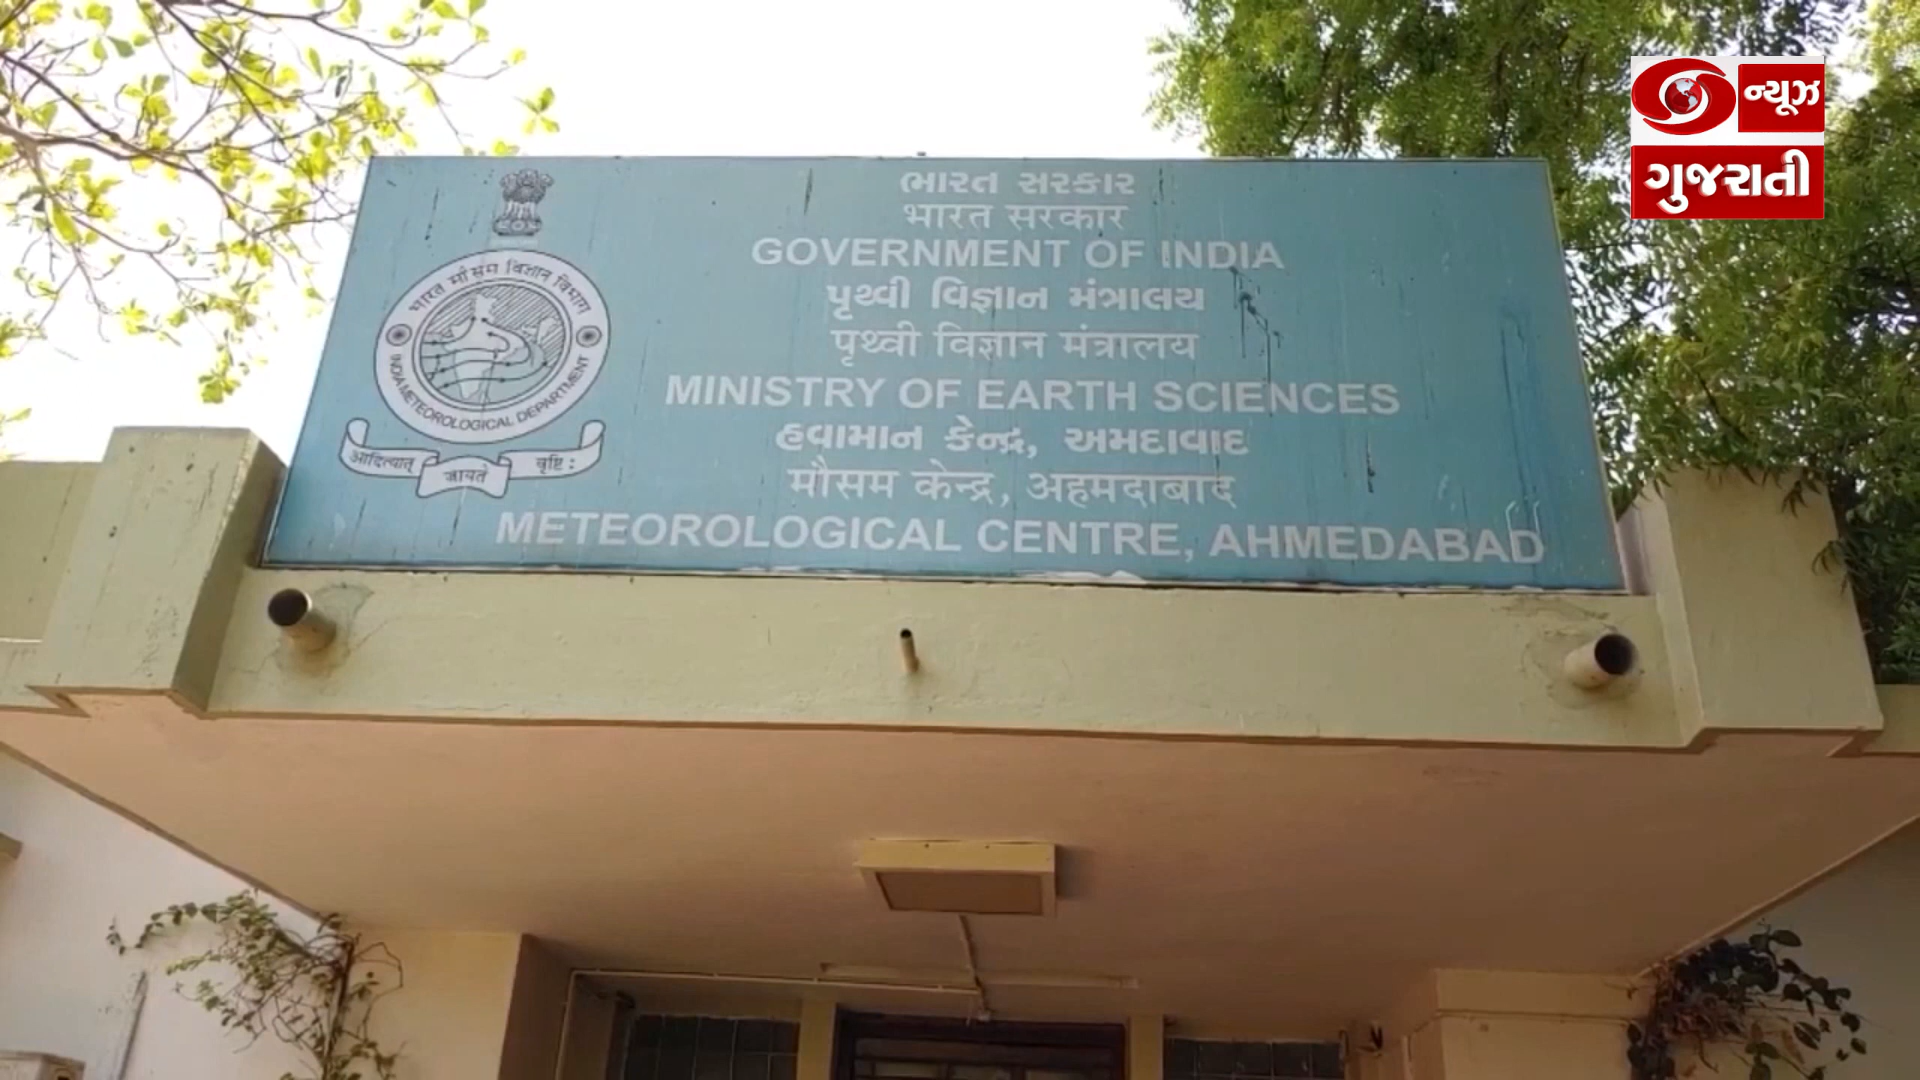 ન્યૂઝ
ગુજરાતી
ભારત સરકાર
भारत सरकार
GOVERNMENT OF INDIA
પૃથ્વી વિજ્ઞાન મંત્રાલય
पृथ्वी विज्ञान मंत्रालय
MINISTRY OF EARTH SCIENCES
હવામાન કેન્દ્ર, અમદાવાદ
मौसम केन्द्र, अहमदाबाद
METEOROLOGICAL CENTRE, AHMEDABAD
भारत मौसम विज्ञान विभाग
INDIA METEOROLOGICAL DEPARTMENT
आदित्यात् जायते वृष्टि :